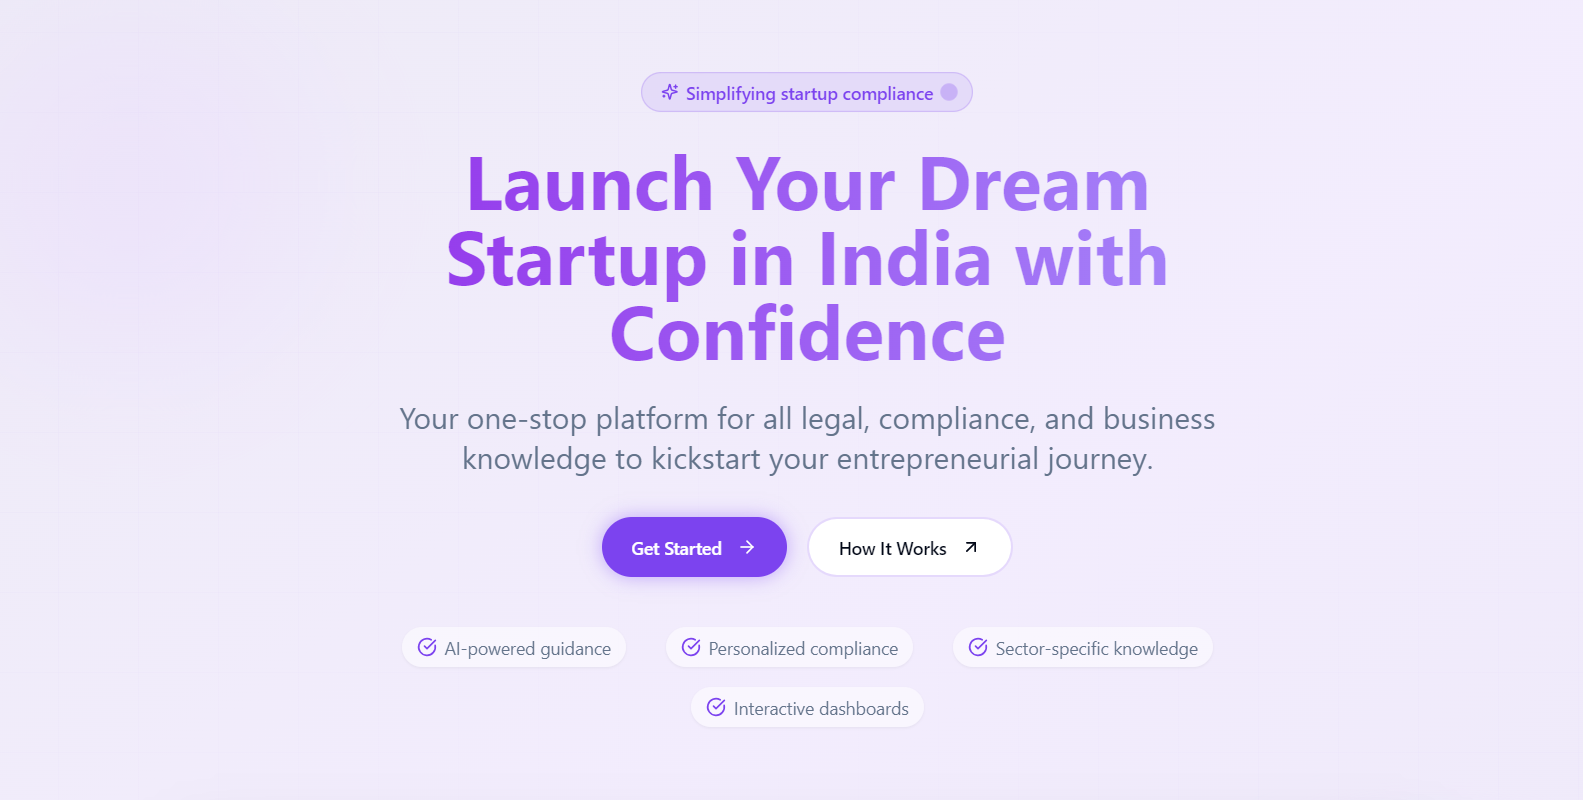 Simplifying startup compliance
Launch Your Dream
Startup in India with
Confidence
Your one-stop platform for all legal, compliance, and business
knowledge to kickstart your entrepreneurial journey.
Get Started
How It Works
AI-powered guidance
Personalized compliance
Sector-specific knowledge
Interactive dashboards